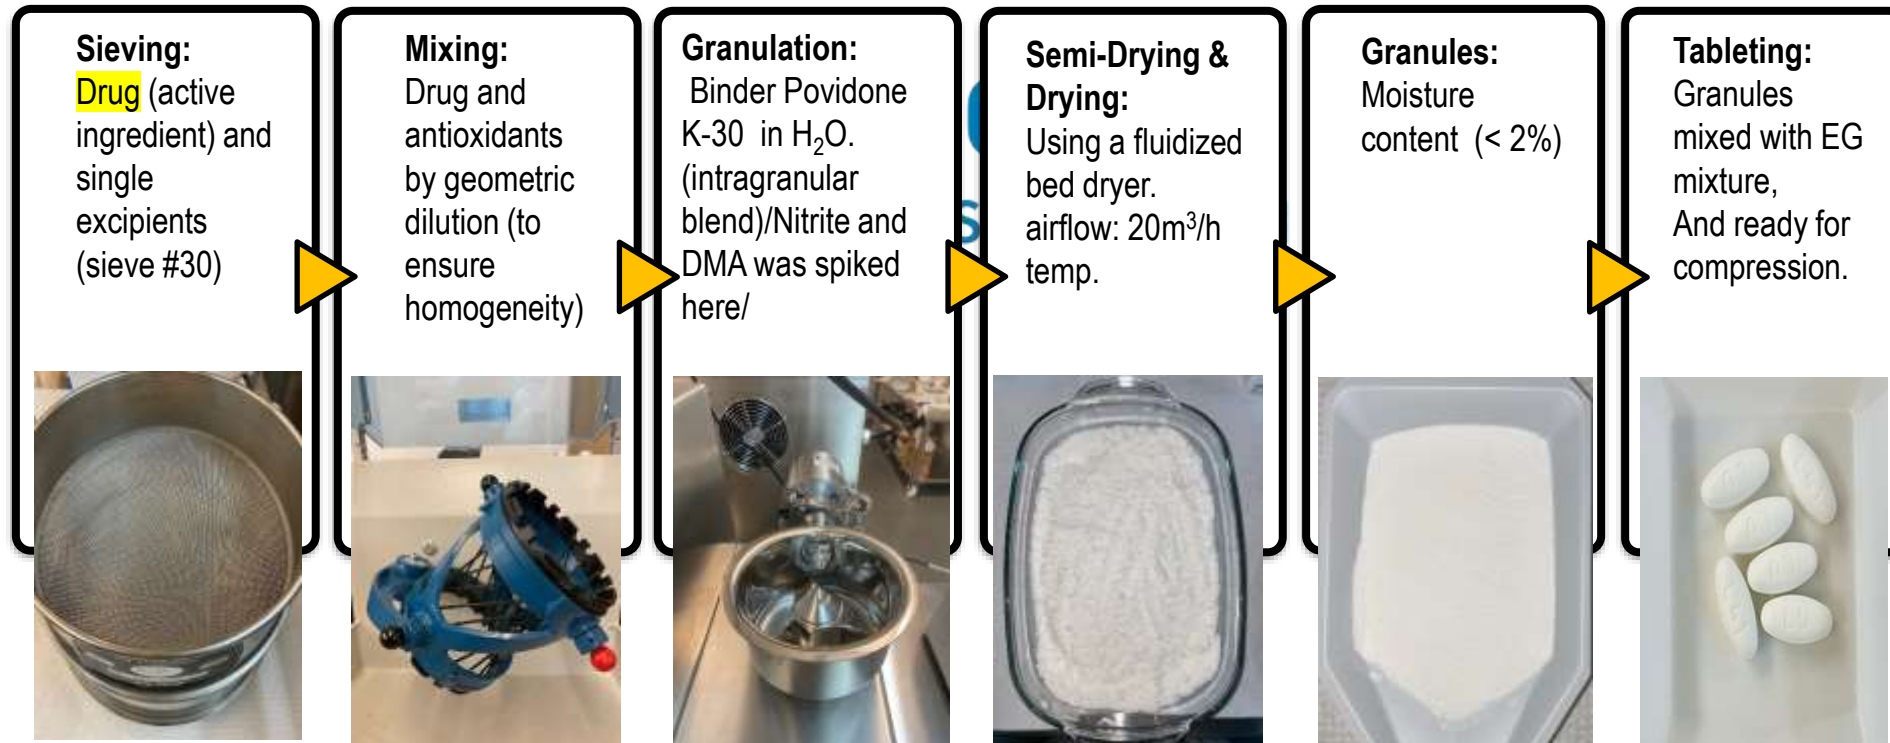 Sieving:
Drug (active
ingredient) and
single
excipients
(sieve #30)
Mixing:
Drug and
antioxidants
by geometric
dilution (to
ensure
homogeneity)
Granulation:
Binder Povidone
K-30 in H₂O.
(intragranular
blend)/Nitrite and
DMA was spiked
here/
Semi-Drying &
Drying:
Using a fluidized
bed dryer.
airflow: 20m³/h
temp.
Granules:
Moisture
content (< 2%)
Tableting:
Granules
mixed with EG
mixture,
And ready for
compression.